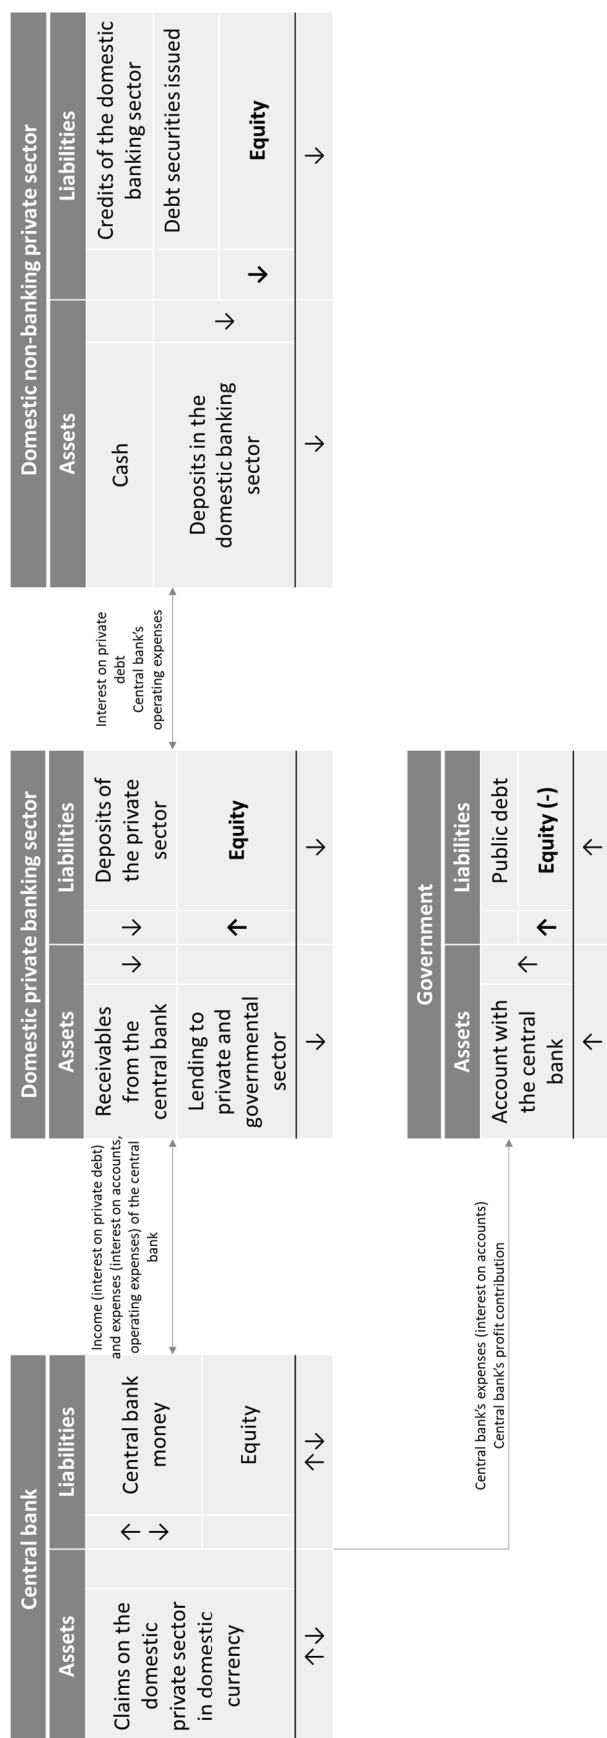 Central bank
Assets
Liabilities
Claims on the
domestic
private sector
in domestic
currency
Central bank
money
Equity
Income (interest on private debt)
and expenses (interest on accounts,
operating expenses) of the central
bank
Domestic private banking sector
Assets
Liabilities
Receivables
from the
central bank
Lending to
private and
governmental
sector
Deposits of
the private
sector
Equity
Interest on private
debt
Central bank's
operating expenses
Domestic non-banking private sector
Assets
Liabilities
Cash
Deposits in the
domestic banking
sector
Credits of the domestic
banking sector
Debt securities issued
Equity
Central bank's expenses (interest on accounts)
Central bank's profit contribution
Government
Assets
Liabilities
Account with
the central
bank
Public debt
Equity (-)